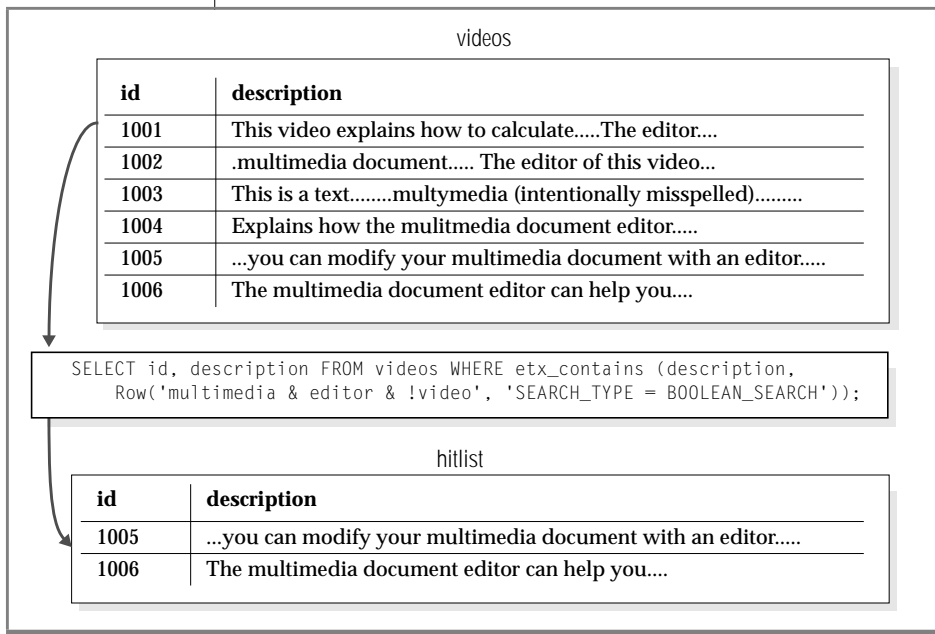 videos
id description
1001 This video explains how to calculate.....The editor....
1002 .multimedia document..... The editor of this video...
1003 This is a text........multymedia (intentionally misspelled).........
1004 Explains how the mulitmedia document editor.....
1005 ...you can modify your multimedia document with an editor.....
1006 The multimedia document editor can help you....
SELECT id, description FROM videos WHERE etx_contains (description,
Row('multimedia & editor & !video', 'SEARCH_TYPE = BOOLEAN_SEARCH'));
hitlist
id description
1005 ...you can modify your multimedia document with an editor.....
1006 The multimedia document editor can help you....